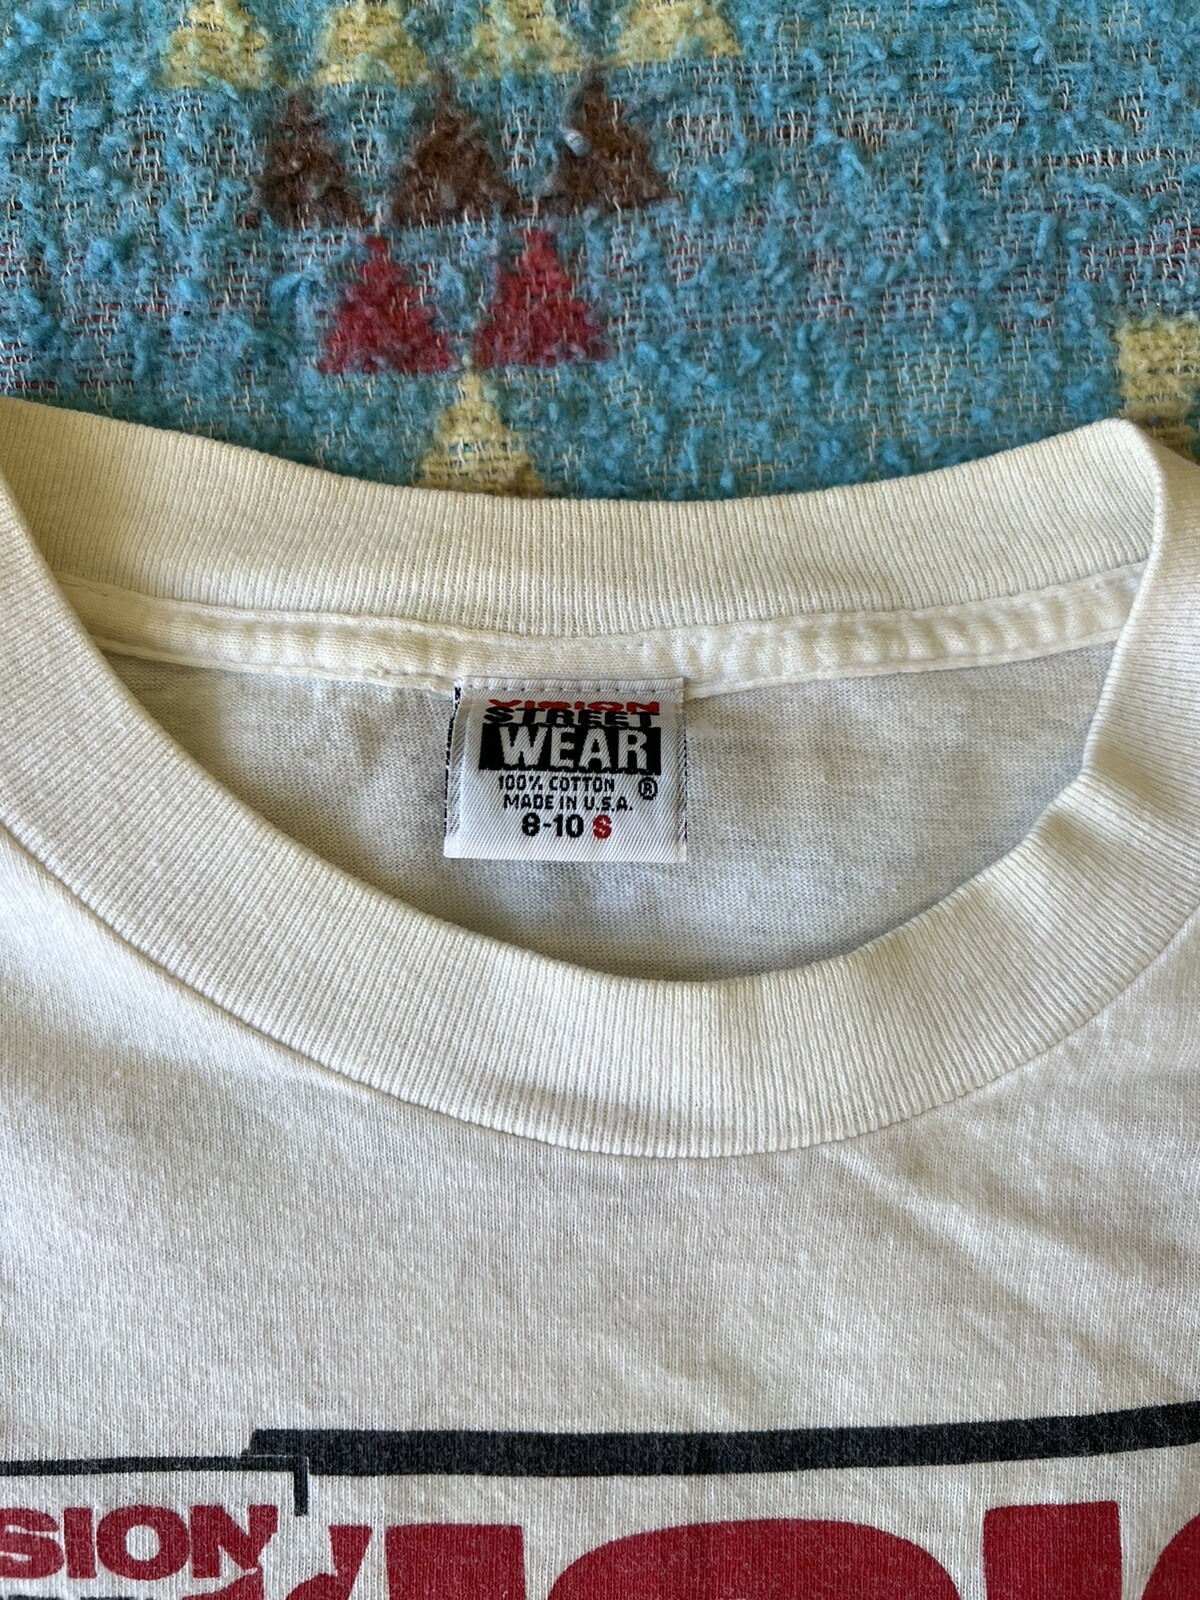 VISION
STREET
WEAR
100% COTTON ®
MADE IN U.S.A.
8-10 S
SION